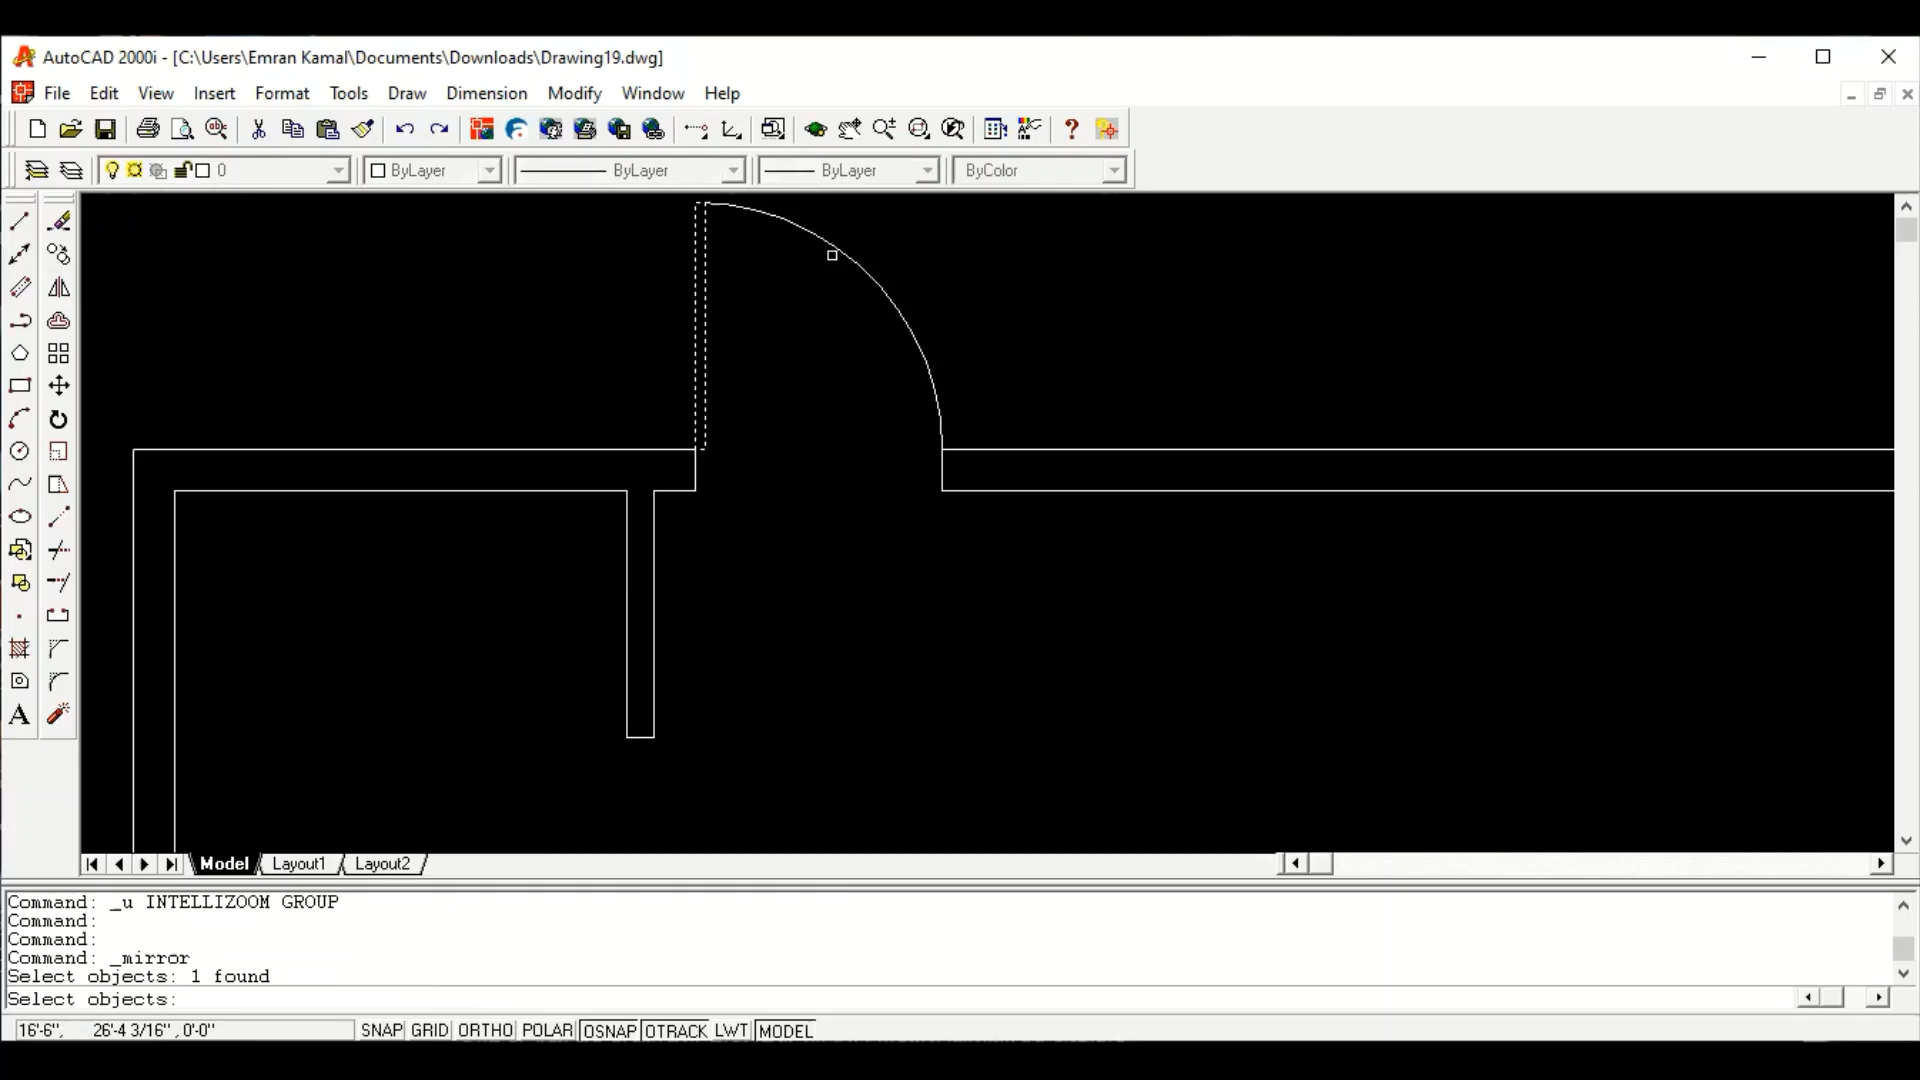 AutoCAD 2000i - [C:\Users\Emran Kamal\Documents\Downloads\Drawing19.dwg]
File Edit View Insert Format Tools Draw Dimension Modify Window Help
0 ByLayer ByLayer ByLayer ByColor
A
Model Layout1 Layout2
Command: _u INTELLIZOOM GROUP
Command:
Command:
Command: _mirror
Select objects: 1 found
Select objects:
16'-6", 26'-4 3/16" , 0'-0" SNAP GRID ORTHO POLAR OSNAP OTRACK LWT MODEL